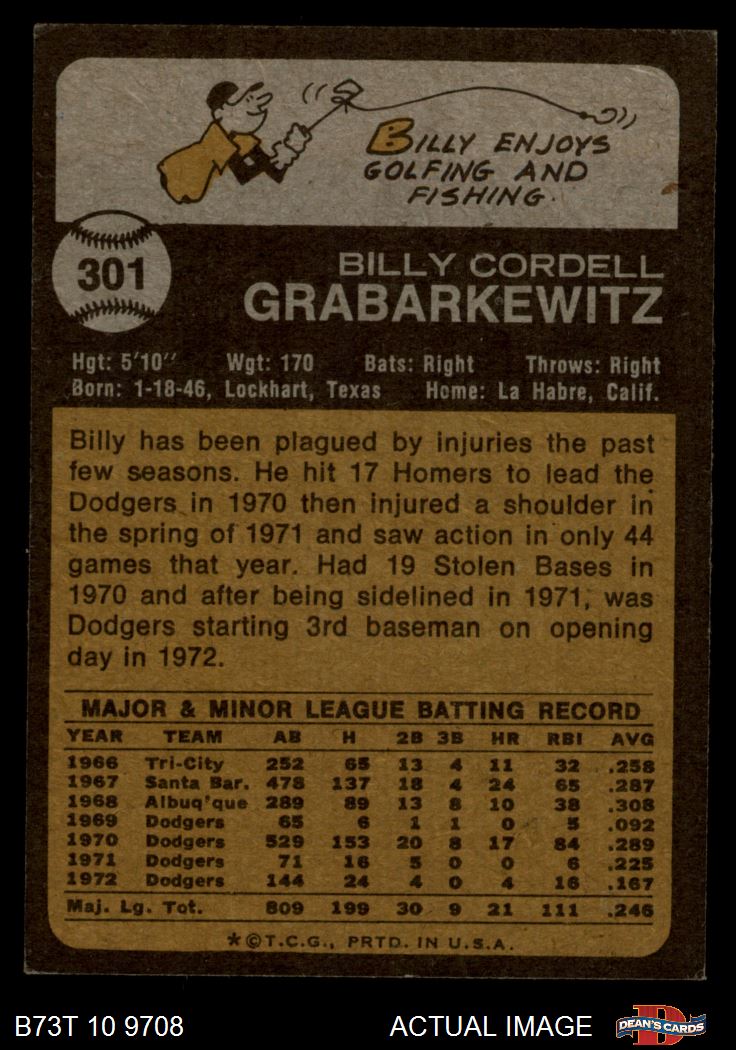 BILLY ENJOYS
GOLFING AND
FISHING.
301
BILLY CORDELL
GRABARKEWITZ
Hgt: 5'10" Wgt: 170 Bats: Right Throws: Right
Born: 1-18-46, Lockhart, Texas Home: La Habre, Calif.
Billy has been plagued by injuries the past
few seasons. He hit 17 Homers to lead the
Dodgers in 1970 then injured a shoulder in
the spring of 1971 and saw action in only 44
games that year. Had 19 Stolen Bases in
1970 and after being sidelined in 1971, was
Dodgers starting 3rd baseman on opening
day in 1972.
MAJOR & MINOR LEAGUE BATTING RECORD
YEAR TEAM AB H 2B 3B HR RBI AVG
1966 Tri-City 252 65 13 4 11 32 .258
1967 Santa Bar. 478 137 18 4 24 65 .287
1968 Albuq'que 289 89 13 8 10 38 .308
1969 Dodgers 65 6 1 1 0 5 .092
1970 Dodgers 529 153 20 8 17 84 .289
1971 Dodgers 71 16 5 0 0 6 .225
1972 Dodgers 144 24 4 0 4 16 .167
Maj. Lg. Tot. 809 199 30 9 21 111 .246
*©T.C.G., PRTD. IN U.S.A.
B73T 10 9708 ACTUAL IMAGE D DEAN'S CARDS